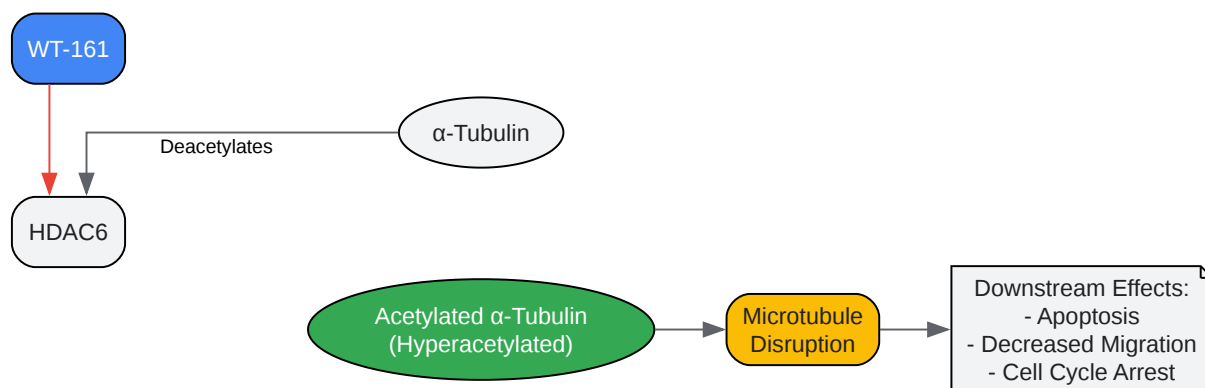 WT-161
α-Tubulin
Deacetylates
HDAC6
Acetylated α-Tubulin
(Hyperacetylated)
Microtubule
Disruption
Downstream Effects:
- Apoptosis
- Decreased Migration
- Cell Cycle Arrest